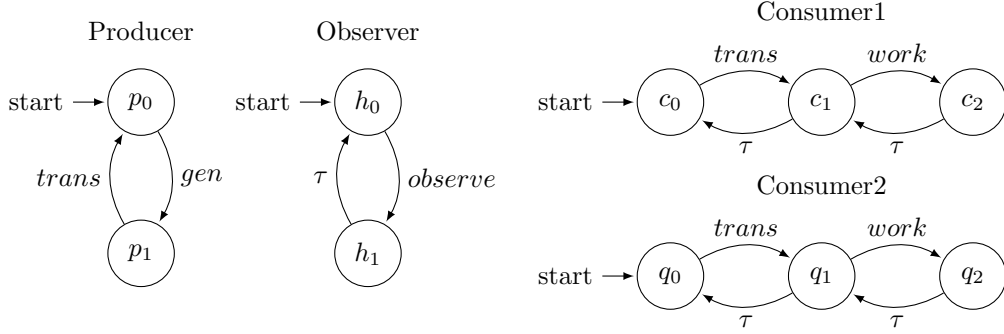 Producer
start
p₀
trans
gen
p₁
Observer
start
h₀
τ
observe
h₁
Consumer1
trans
work
start
c₀
c₁
c₂
τ
τ
Consumer2
trans
work
start
q₀
q₁
q₂
τ
τ